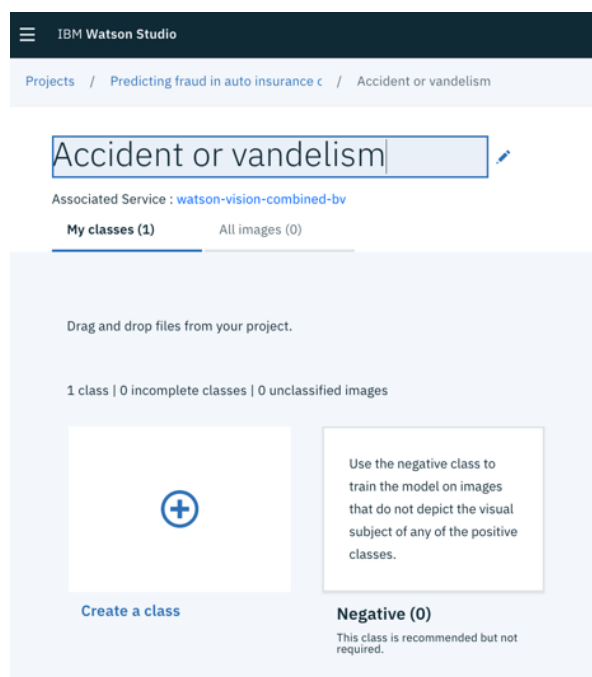 IBM Watson Studio
Projects / Predicting fraud in auto insurance c / Accident or vandelism
Accident or vandelism
Associated Service : watson-vision-combined-bv
My classes (1) All images (0)
Drag and drop files from your project.
1 class | 0 incomplete classes | 0 unclassified images
Use the negative class to
train the model on images
that do not depict the visual
subject of any of the positive
classes.
Create a class
Negative (0)
This class is recommended but not
required.